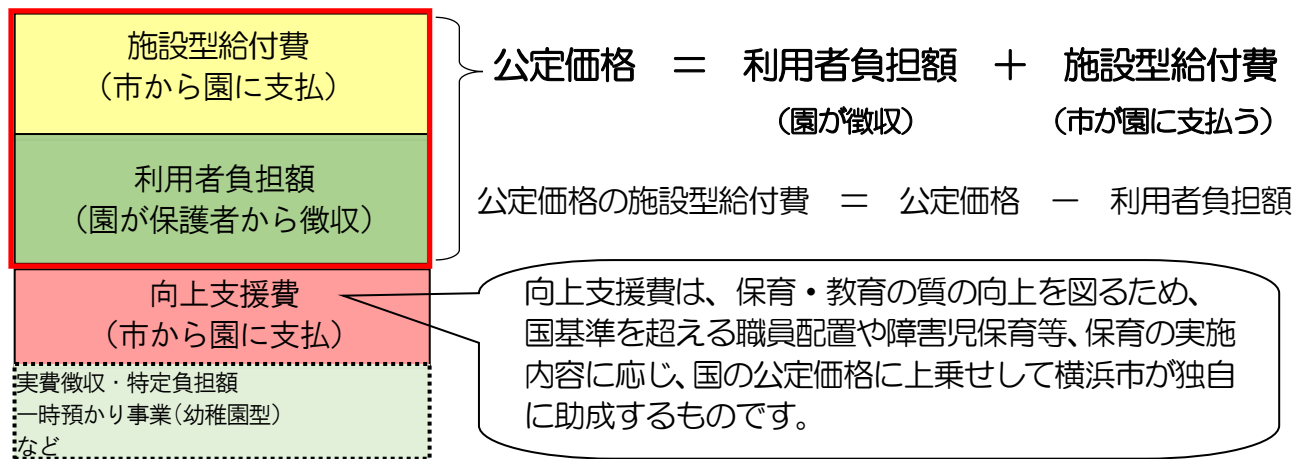 施設型給付費
（市から園に支払）
利用者負担額
（園が保護者から徴収）
向上支援費
（市から園に支払）
実費徴収・特定負担額
一時預かり事業(幼稚園型)
など
公定価格　＝　利用者負担額　＋　施設型給付費
（園が徴収）　（市が園に支払う）
公定価格の施設型給付費　＝　公定価格　－　利用者負担額
向上支援費は、保育・教育の質の向上を図るため、
国基準を超える職員配置や障害児保育等、保育の実施
内容に応じ、国の公定価格に上乗せして横浜市が独自
に助成するものです。